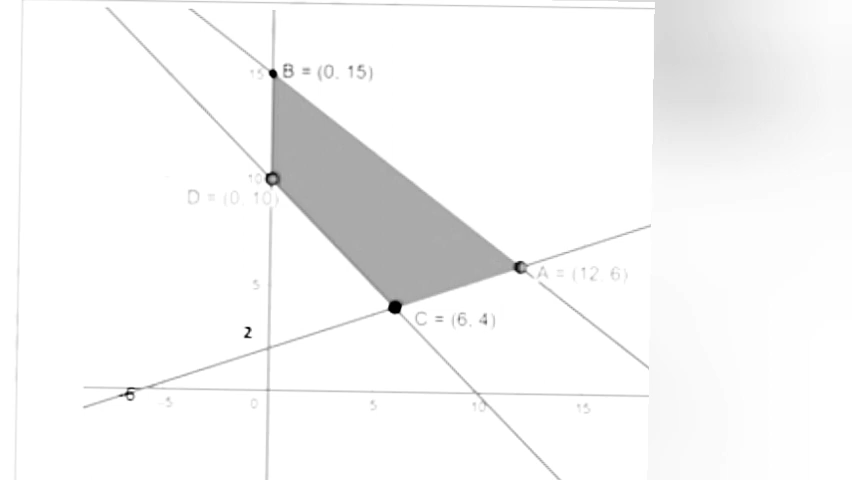 15 B = (0, 15)
10
D = (0, 10)
5
A = (12, 6)
C = (6, 4)
2
-6 -5 0 5 10 15